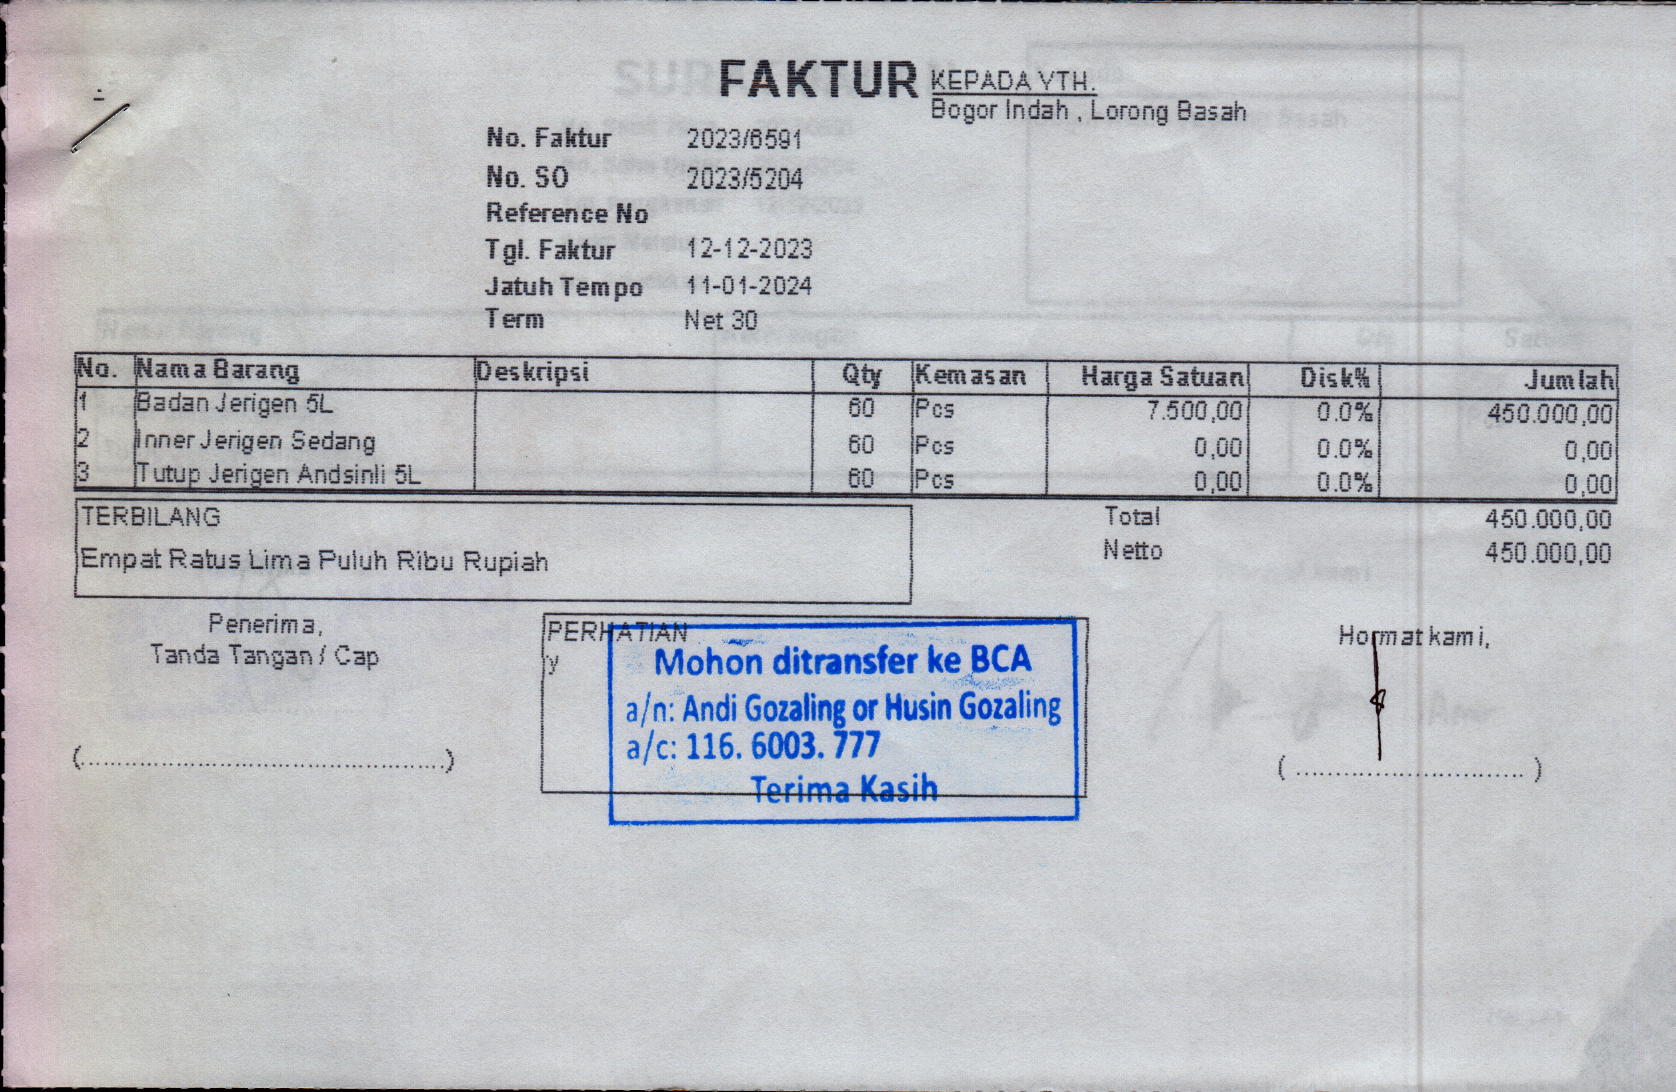 FAKTUR
KEPADA YTH.
Bogor Indah , Lorong Basah
No. Faktur 2023/6591
No. SO 2023/5204
Reference No
Tgl. Faktur 12-12-2023
Jatuh Tempo 11-01-2024
Term Net 30
No. Nama Barang Deskripsi Qty Kemasan Harga Satuan Disk% Jumlah
1 Badan Jerigen 5L 60 Pcs 7.500,00 0.0% 450.000,00
2 Inner Jerigen Sedang 60 Pcs 0,00 0.0% 0,00
3 Tutup Jerigen Andsinli 5L 60 Pcs 0,00 0.0% 0,00
TERBILANG
Empat Ratus Lima Puluh Ribu Rupiah
Total 450.000,00
Netto 450.000,00
Penerima,
Tanda Tangan / Cap
(..................................................)
PERHATIAN
y
Mohon ditransfer ke BCA
a/n: Andi Gozaling or Husin Gozaling
a/c: 116. 6003. 777
Terima Kasih
Hormat kami,
( ............................... )